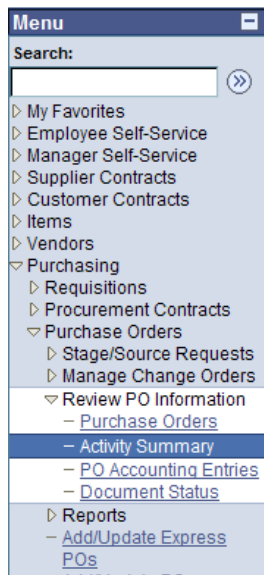 Menu
Search:
My Favorites
Employee Self-Service
Manager Self-Service
Supplier Contracts
Customer Contracts
Items
Vendors
Purchasing
Requisitions
Procurement Contracts
Purchase Orders
Stage/Source Requests
Manage Change Orders
Review PO Information
– Purchase Orders
– Activity Summary
– PO Accounting Entries
– Document Status
Reports
– Add/Update Express
POs